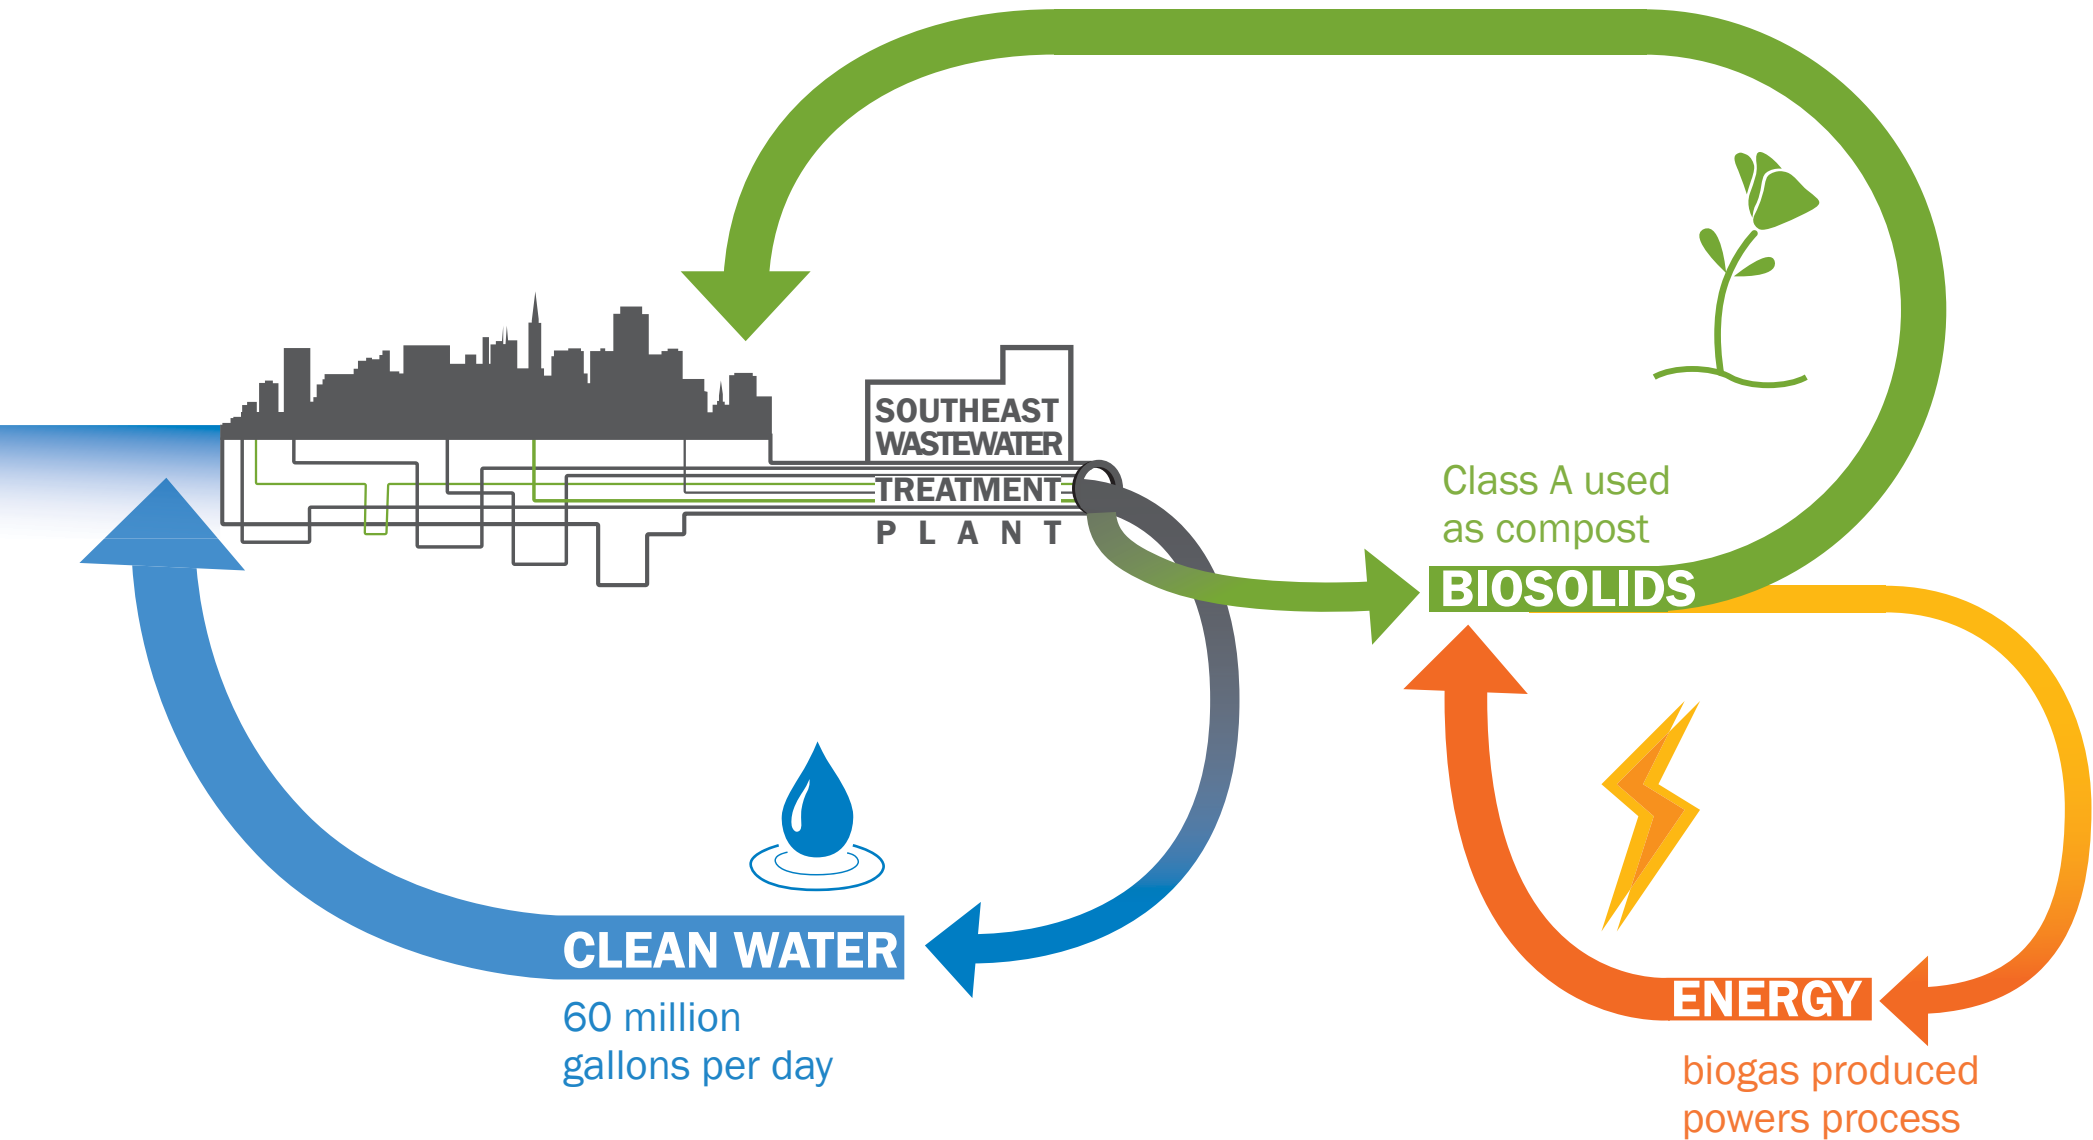 SOUTHEAST
WASTEWATER
TREATMENT
PLANT
Class A used
as compost
BIOSOLIDS
CLEAN WATER
60 million
gallons per day
ENERGY
biogas produced
powers process